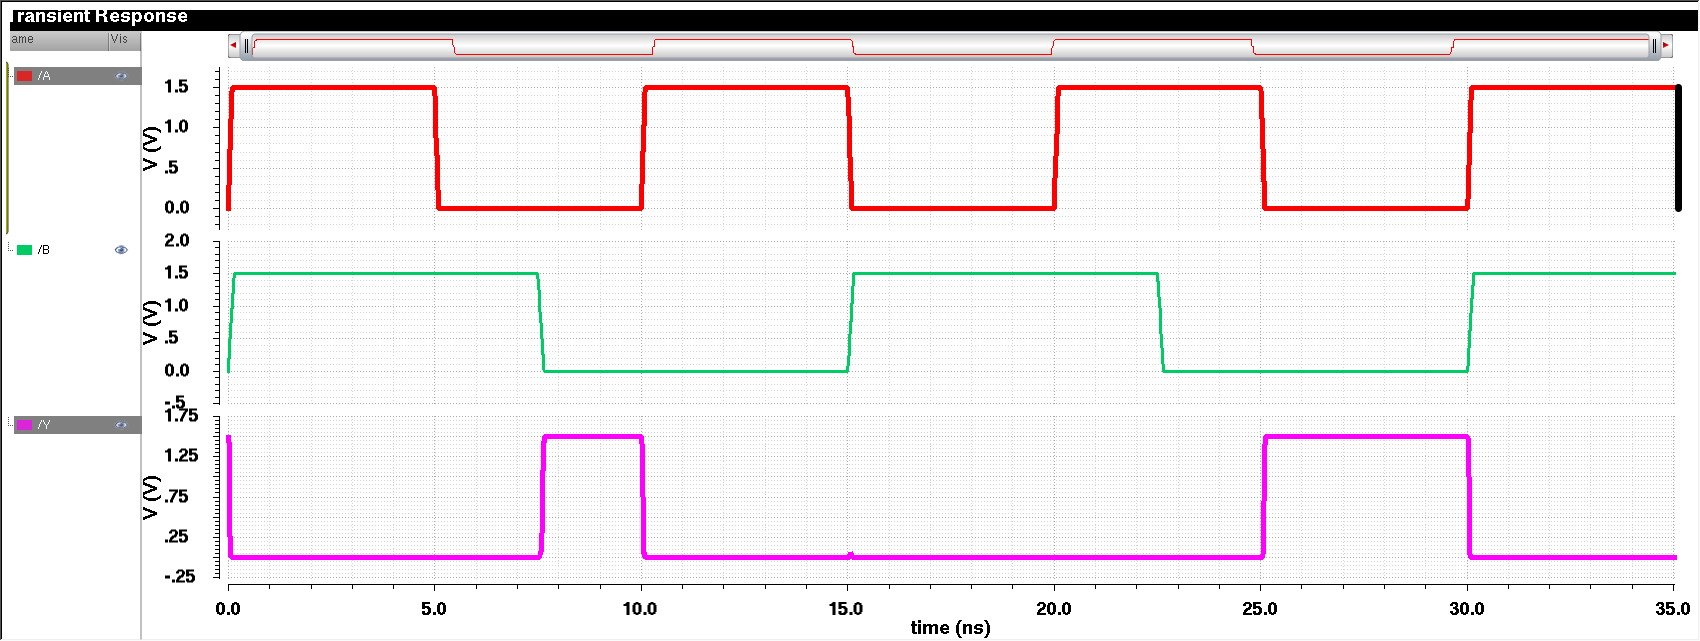 Transient Response
ame Vis
/A
1.5
1.0
.5
0.0
V (V)
/B
2.0
1.5
1.0
.5
0.0
-.5
V (V)
/Y
1.75
1.25
.75
.25
-.25
V (V)
0.0 5.0 10.0 15.0 20.0 25.0 30.0 35.0
time (ns)